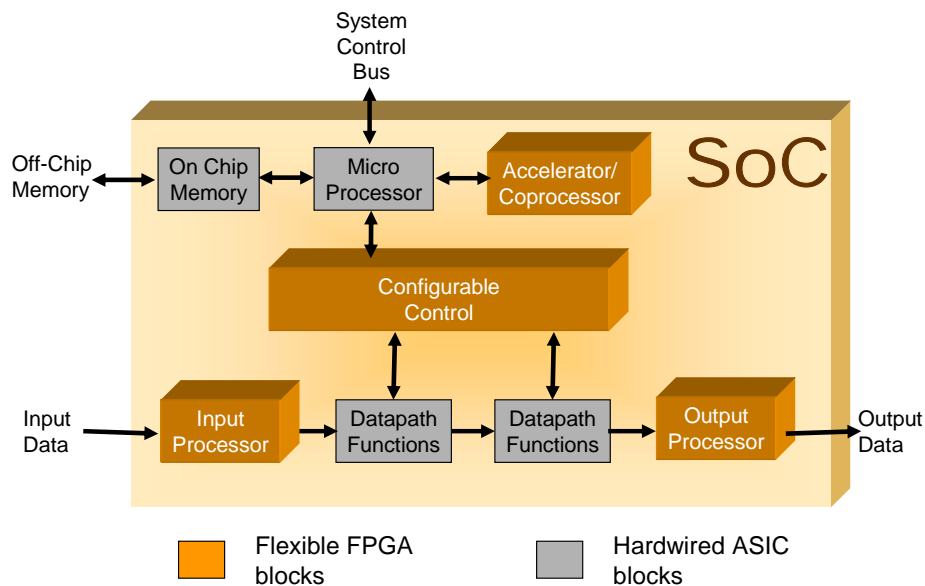 System
Control
Bus
SoC
Off-Chip
Memory
On Chip
Memory
Micro
Processor
Accelerator/
Coprocessor
Configurable
Control
Input
Data
Input
Processor
Datapath
Functions
Datapath
Functions
Output
Processor
Output
Data
Flexible FPGA
blocks
Hardwired ASIC
blocks